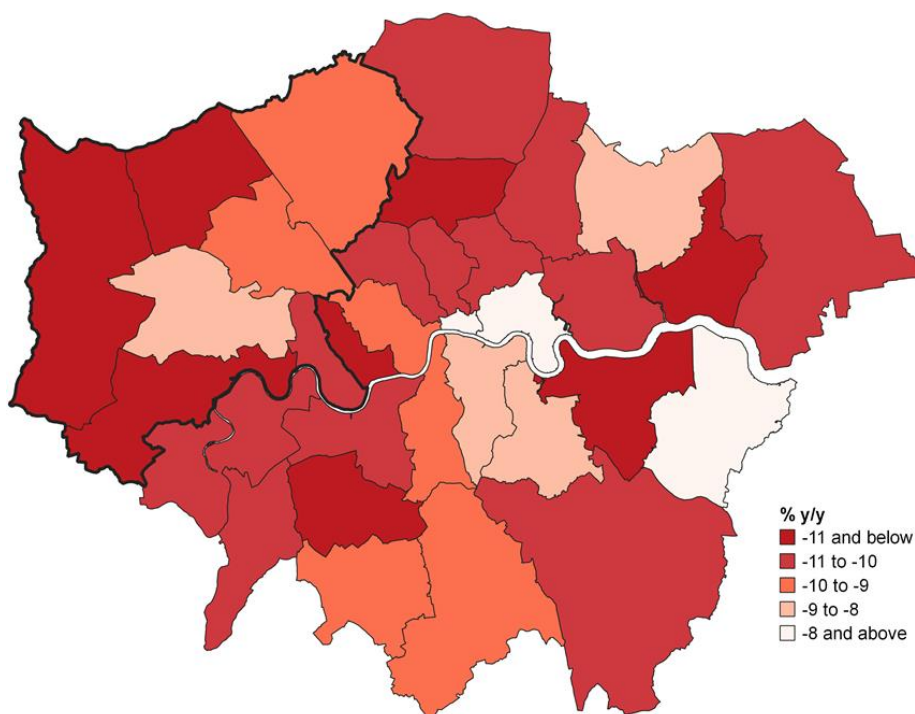 % y/y
-11 and below
-11 to -10
-10 to -9
-9 to -8
-8 and above